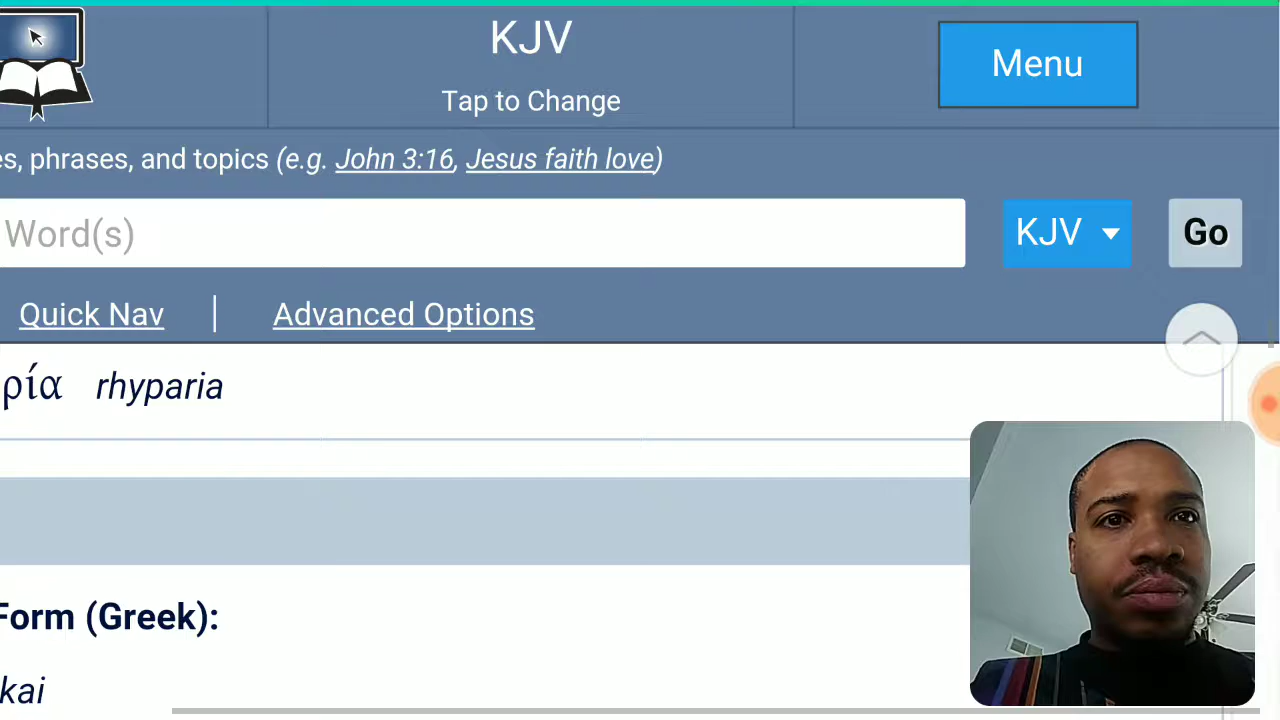 KJV
Tap to Change
Menu
es, phrases, and topics (e.g. John 3:16, Jesus faith love)
Word(s)
KJV
Go
Quick Nav | Advanced Options
ρία rhyparia
Form (Greek):
kai